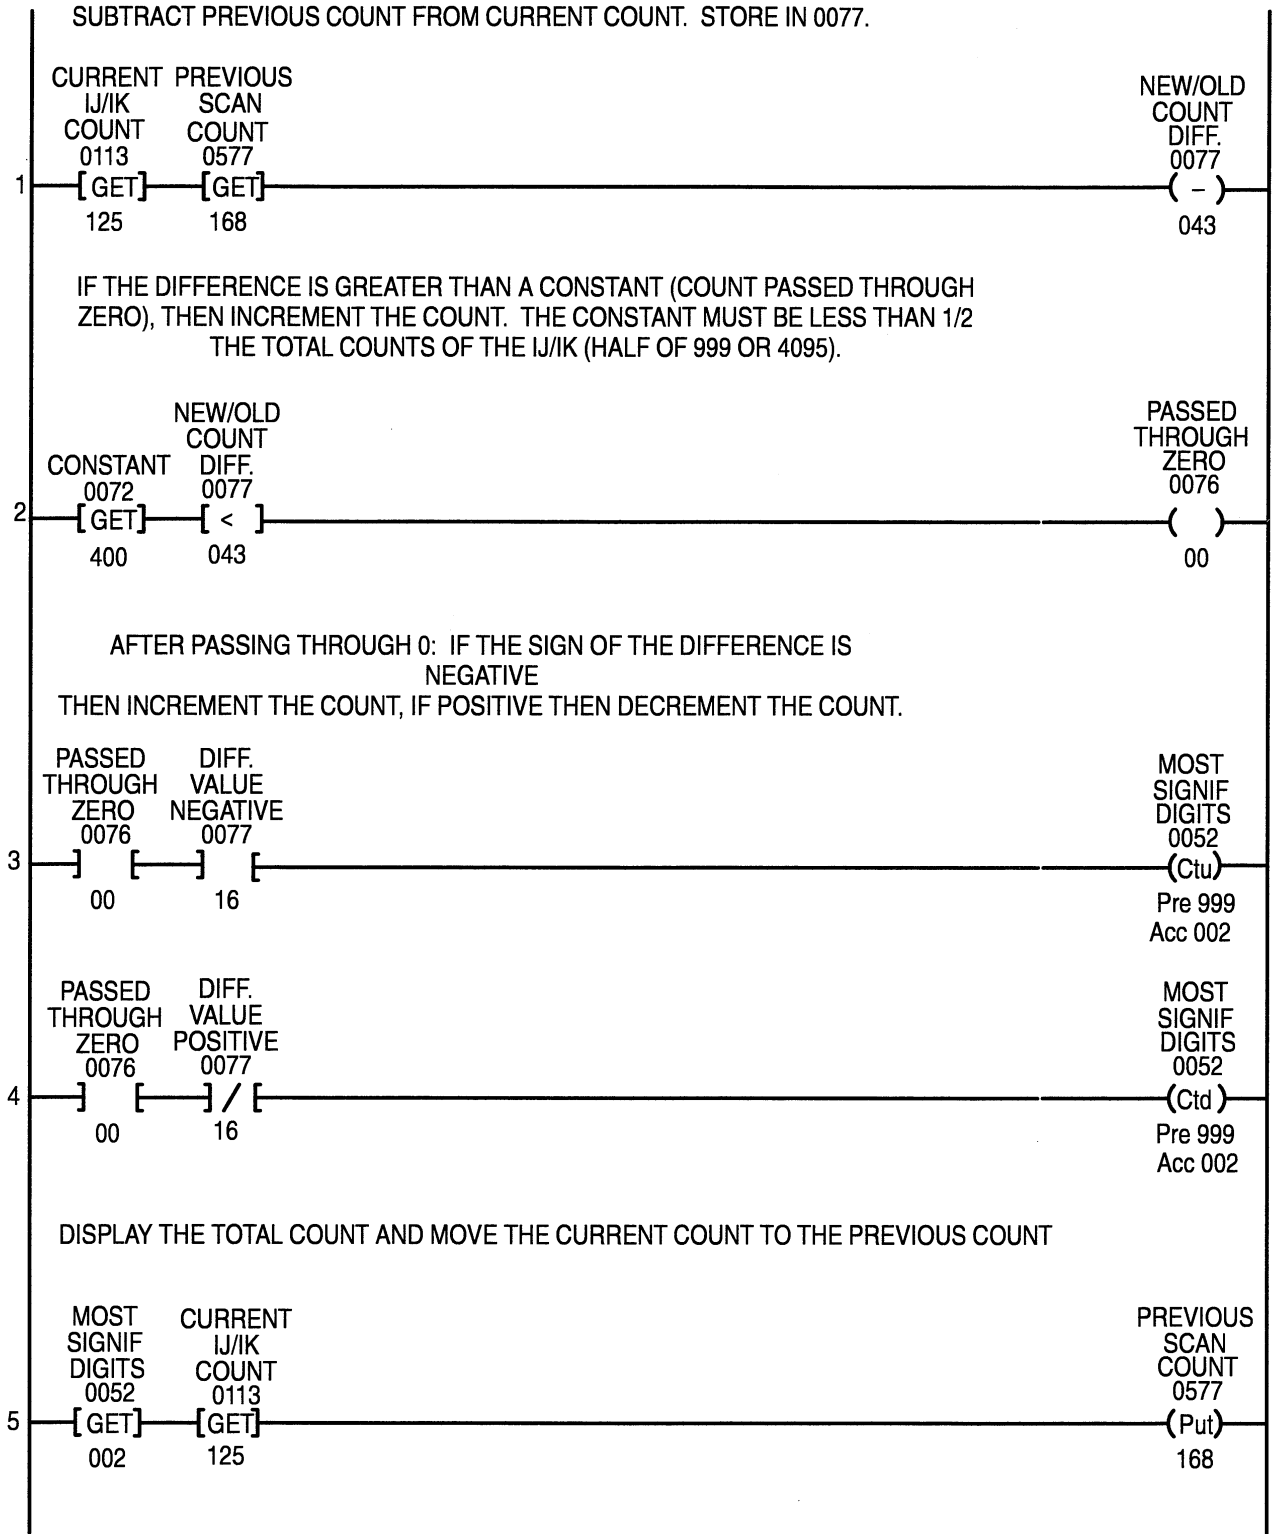 SUBTRACT PREVIOUS COUNT FROM CURRENT COUNT. STORE IN 0077.
CURRENT PREVIOUS
IJ/IK SCAN
COUNT COUNT
0113 0577
NEW/OLD
COUNT
DIFF.
0077
1 [GET] [GET] ( – )
125 168 043
IF THE DIFFERENCE IS GREATER THAN A CONSTANT (COUNT PASSED THROUGH
ZERO), THEN INCREMENT THE COUNT. THE CONSTANT MUST BE LESS THAN 1/2
THE TOTAL COUNTS OF THE IJ/IK (HALF OF 999 OR 4095).
CONSTANT
0072
NEW/OLD
COUNT
DIFF.
0077
PASSED
THROUGH
ZERO
0076
2 [GET] [ < ] ( )
400 043 00
AFTER PASSING THROUGH 0: IF THE SIGN OF THE DIFFERENCE IS
NEGATIVE
THEN INCREMENT THE COUNT, IF POSITIVE THEN DECREMENT THE COUNT.
PASSED
THROUGH
ZERO
0076
DIFF.
VALUE
NEGATIVE
0077
MOST
SIGNIF
DIGITS
0052
3 ] [ ] [ (Ctu)
00 16 Pre 999
Acc 002
PASSED
THROUGH
ZERO
0076
DIFF.
VALUE
POSITIVE
0077
MOST
SIGNIF
DIGITS
0052
4 ] [ ] / [ (Ctd)
00 16 Pre 999
Acc 002
DISPLAY THE TOTAL COUNT AND MOVE THE CURRENT COUNT TO THE PREVIOUS COUNT
MOST
SIGNIF
DIGITS
0052
CURRENT
IJ/IK
COUNT
0113
PREVIOUS
SCAN
COUNT
0577
5 [GET] [GET] (Put)
002 125 168